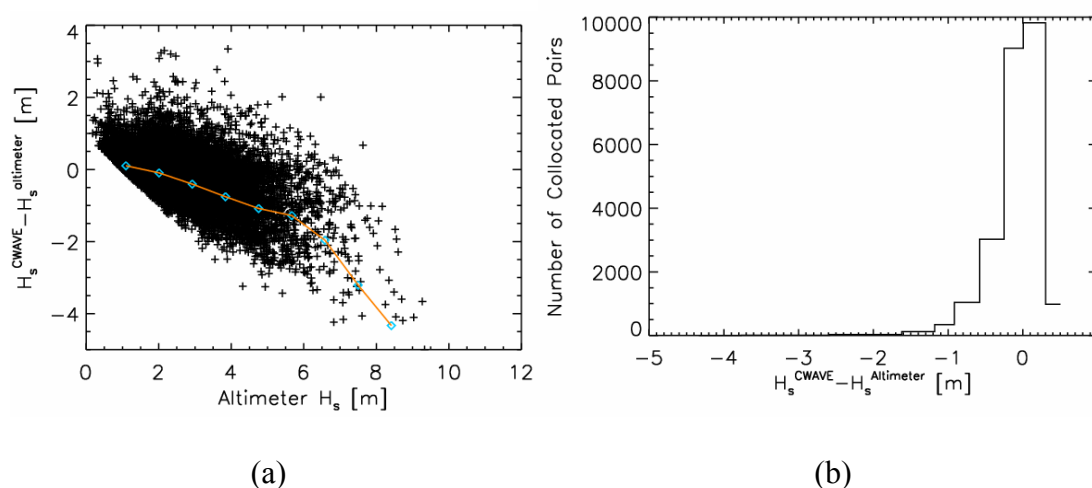 4
2
0
−2
−4
0 2 4 6 8 10 12
H_s^CWAVE−H_s^altimeter [m]
Altimeter H_s [m]
(a)
10000
8000
6000
4000
2000
0
−5 −4 −3 −2 −1 0
Number of Collocated Pairs
H_s^CWAVE−H_s^Altimeter [m]
(b)